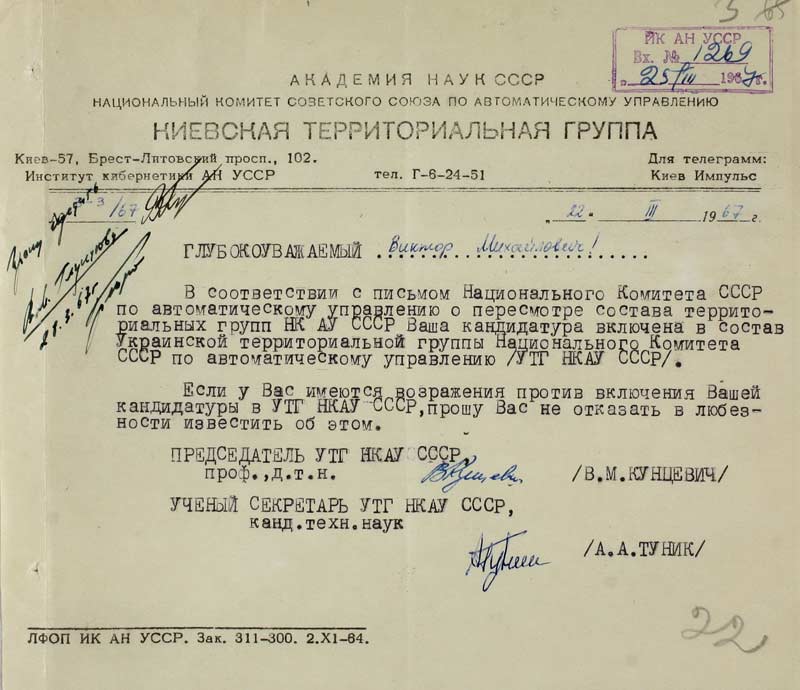 ИК АН УССР
Вх. № 1269
„25/III 1967г.
АКАДЕМИЯ НАУК СССР
НАЦИОНАЛЬНЫЙ КОМИТЕТ СОВЕТСКОГО СОЮЗА ПО АВТОМАТИЧЕСКОМУ УПРАВЛЕНИЮ
КИЕВСКАЯ ТЕРРИТОРИАЛЬНАЯ ГРУППА
Киев-57, Брест-Литовский просп., 102. Для телеграмм:
Институт кибернетики АН УССР тел. Г-6-24-51 Киев Импульс
3/67
„22" III 1967г.
29.3.67г
ГЛУБОКОУВАЖАЕМЫЙ Виктор Михайлович!
В соответствии с письмом Национального Комитета СССР
по автоматическому управлению о пересмотре состава террито-
риальных групп НК АУ СССР Ваша кандидатура включена в состав
Украинской территориальной группы Национального Комитета
СССР по автоматическому управлению /УТГ НКАУ СССР/.
Если у Вас имеются возражения против включения Вашей
кандидатуры в УТГ НКАУ СССР,прошу Вас не отказать в любез-
ности известить об этом.
ПРЕДСЕДАТЕЛЬ УТГ НКАУ СССР,
проф.,д.т.н. /В.М.КУНЦЕВИЧ/
УЧЕНЫЙ СЕКРЕТАРЬ УТГ НКАУ СССР,
канд.техн.наук
/А.А.ТУНИК/
22
ЛФОП ИК АН УССР. Зак. 311-300. 2.XI-64.